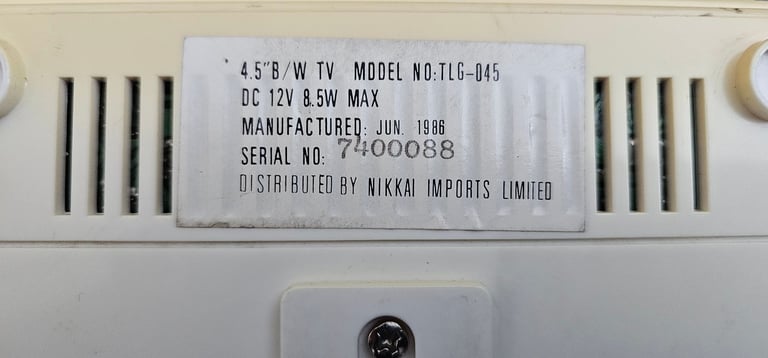 4.5"B/W TV MODEL NO:TLG-D45
DC 12V 8.5W MAX
MANUFACTURED: JUN. 1986
SERIAL NO: 7400088
DISTRIBUTED BY NIKKAI IMPORTS LIMITED